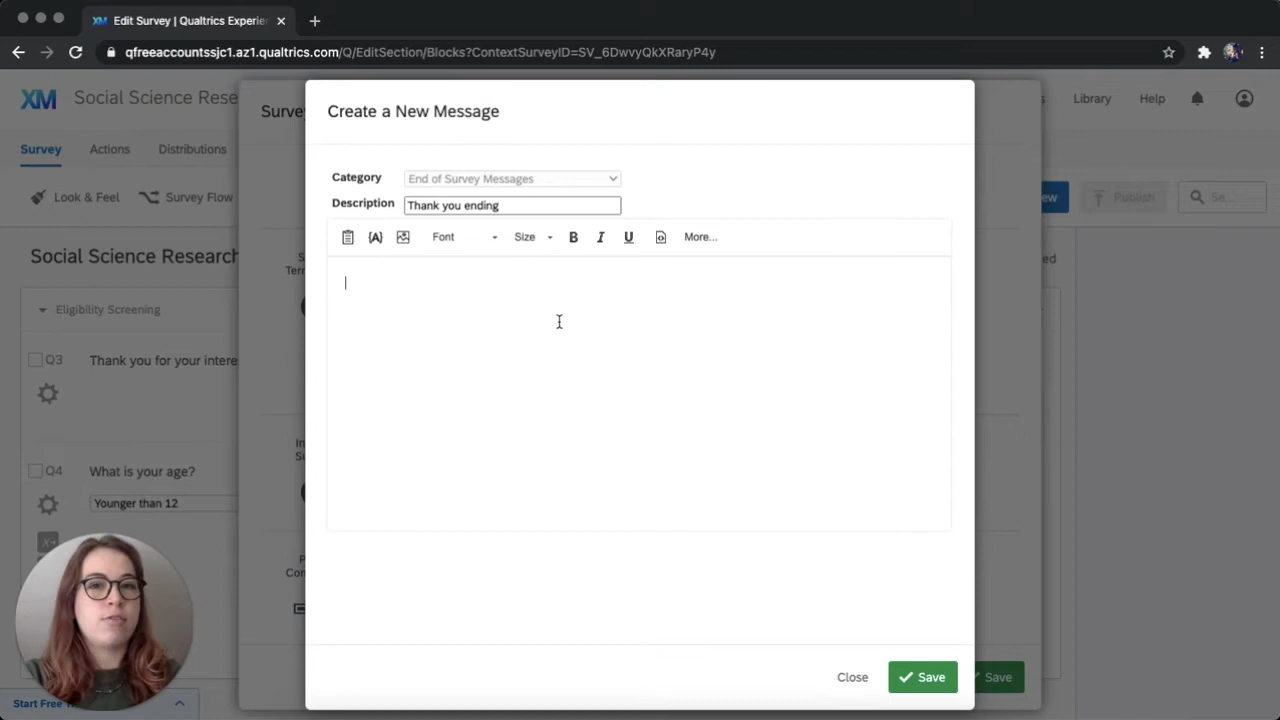 Edit Survey | Qualtrics Experie
qfreeaccountssjc1.az1.qualtrics.com/Q/EditSection/Blocks?ContextSurveyID=SV_6DwvyQkXRaryP4y
XM
Social Science Rese
Surve
Create a New Message
Library
Help
Survey
Actions
Distributions
Look & Feel
Survey Flow
Category
End of Survey Messages
Description
Thank you ending
ew
Publish
Se...
Font
Size
B
I
U
More...
Social Science Research
Eligibility Screening
Q3
Thank you for your intere
Q4
What is your age?
Younger than 12
Close
Save
Save
Start Free